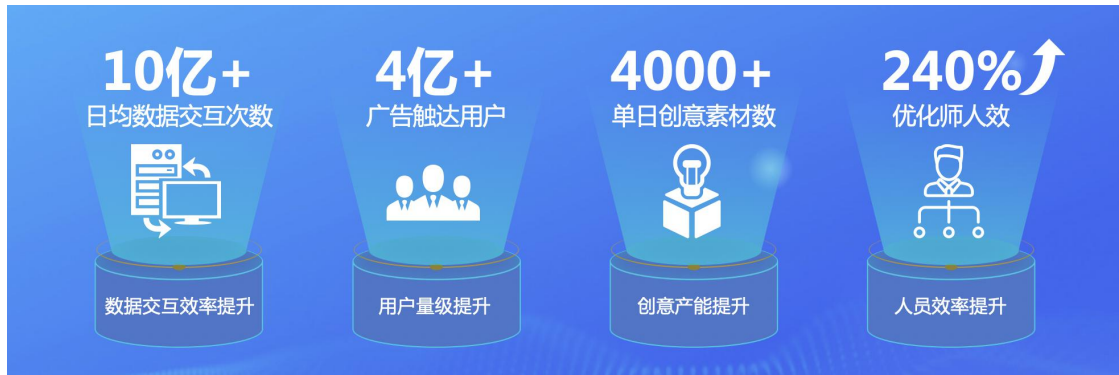 10亿+
日均数据交互次数
数据交互效率提升
4亿+
广告触达用户
用户量级提升
4000+
单日创意素材数
创意产能提升
240%
优化师人效
人员效率提升